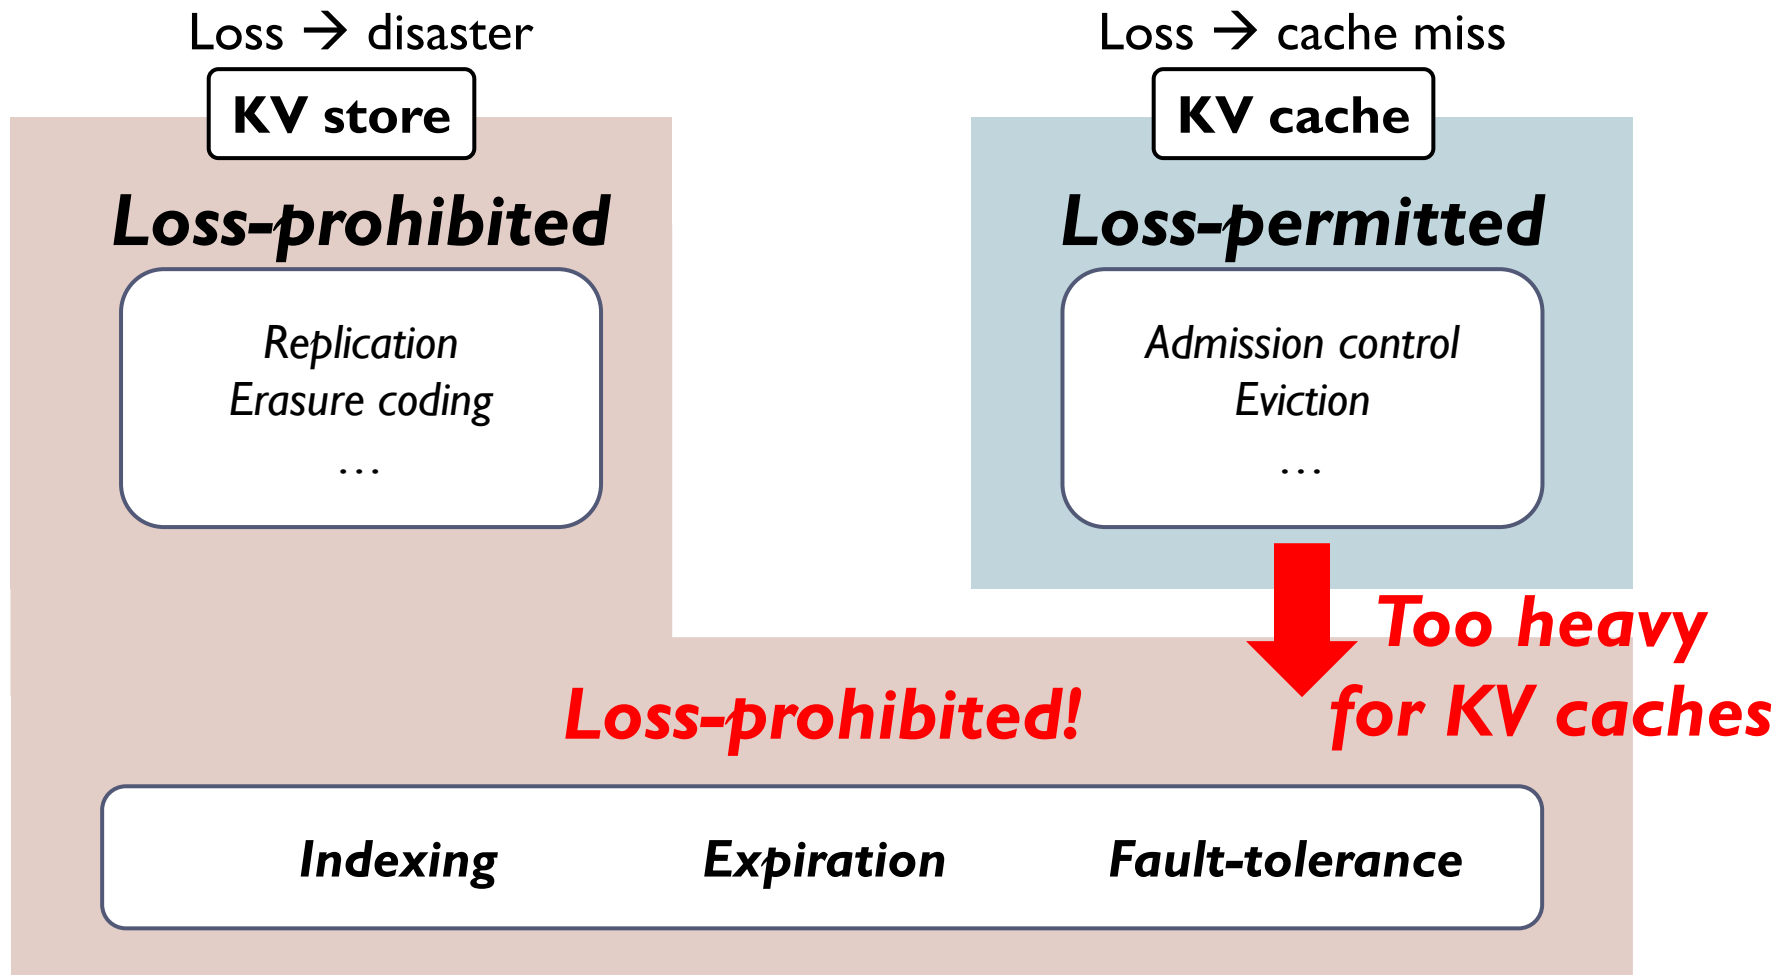 Loss → disaster
KV store
Loss-prohibited
Replication
Erasure coding
…
Loss → cache miss
KV cache
Loss-permitted
Admission control
Eviction
…
Too heavy
for KV caches
Loss-prohibited!
Indexing Expiration Fault-tolerance